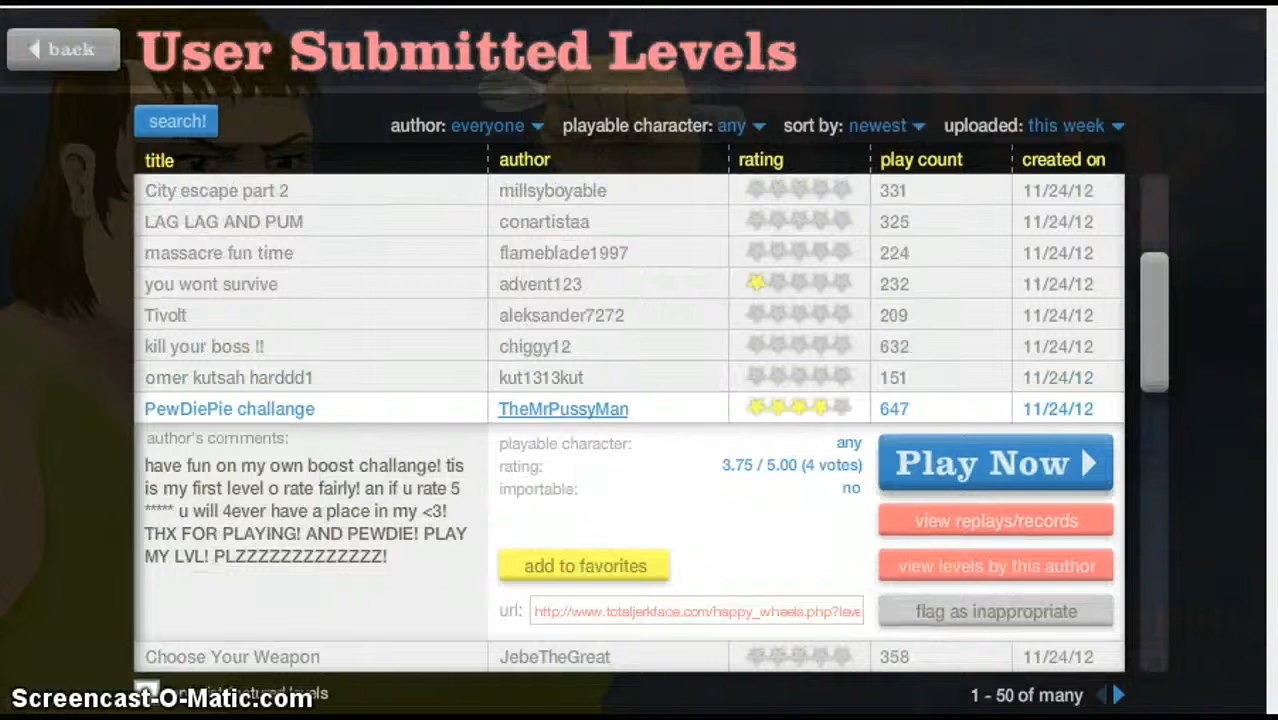 back
User Submitted Levels
search!
author: everyone playable character: any sort by: newest uploaded: this week
title author rating play count created on
City escape part 2 millsyboyable 331 11/24/12
LAG LAG AND PUM conartistaa 325 11/24/12
massacre fun time flameblade1997 224 11/24/12
you wont survive advent123 232 11/24/12
Tivolt aleksander7272 209 11/24/12
kill your boss !! chiggy12 632 11/24/12
omer kutsah harddd1 kut1313kut 151 11/24/12
PewDiePie challange TheMrPussyMan 647 11/24/12
author's comments:
have fun on my own boost challange! tis
is my first level o rate fairly! an if u rate 5
***** u will 4ever have a place in my <3!
THX FOR PLAYING! AND PEWDIE! PLAY
MY LVL! PLZZZZZZZZZZZZZ!
playable character: any
rating: 3.75 / 5.00 (4 votes)
importable: no
add to favorites
url: http://www.totaljerkface.com/happy_wheels.php?leve
Play Now
view replays/records
view levels by this author
flag as inappropriate
Choose Your Weapon JebeTheGreat 358 11/24/12
levels
1 - 50 of many
Screencast-O-Matic.com